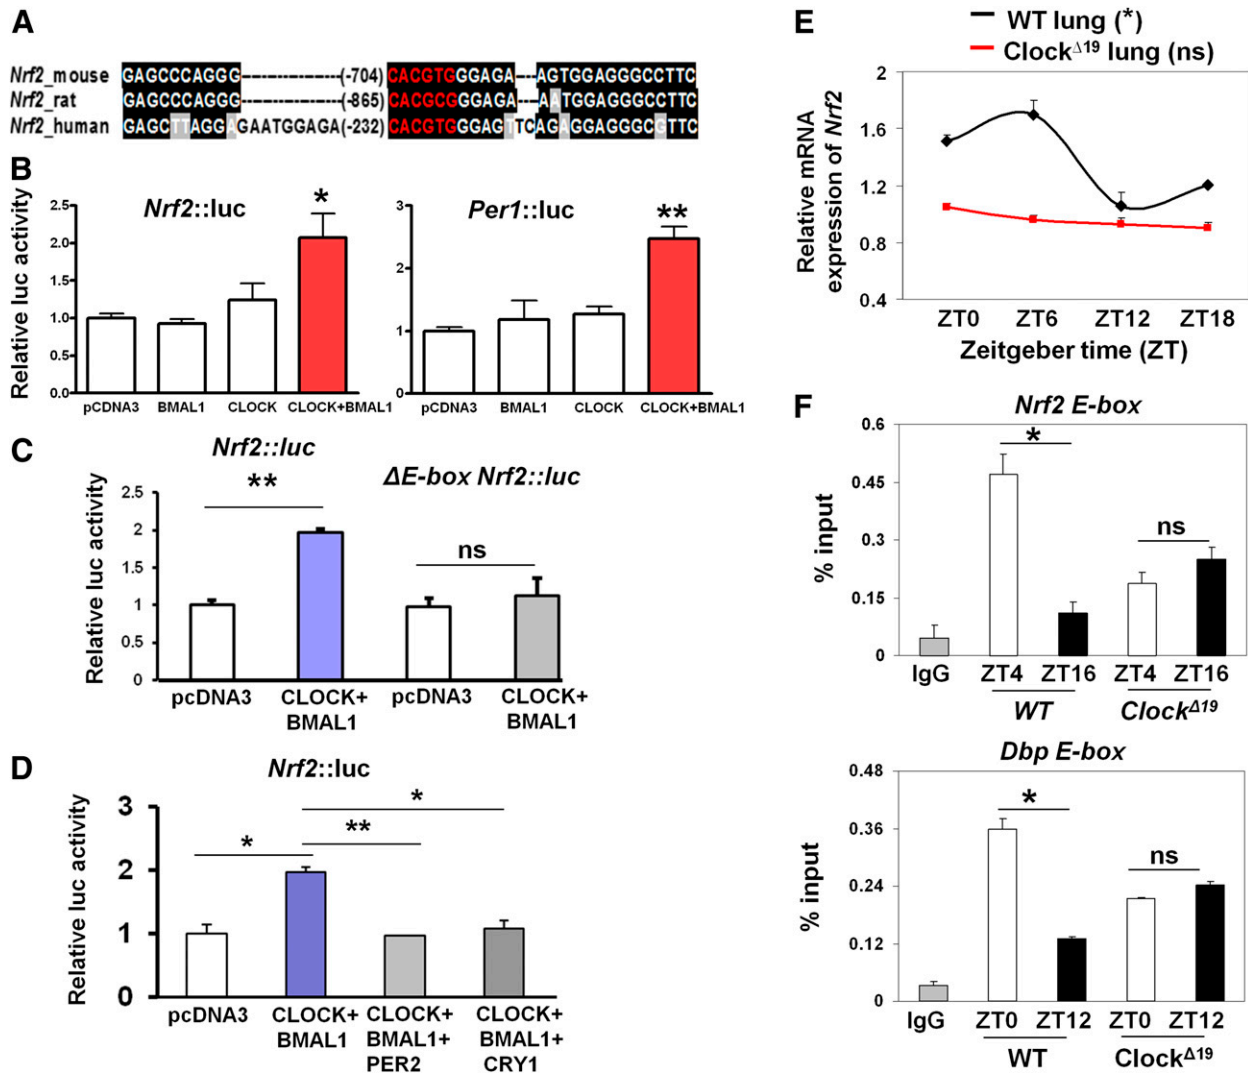 A
Nrf2_mouse GAGCCCAGGG----------------(-704) CACGTGGGAGA---AGTGGAGGGCCTTC
Nrf2_rat GAGCCCAGGG----------------(-865) CACGCGGGAGA---AATGGAGGGCCTTC
Nrf2_human GAGCTTAGGAGAATGGAGA(-232) CACGTGGGAGTTCAGAGGAGGGCGTTC
B
Relative luc activity
Nrf2::luc
2.5
2.0
1.5
1.0
0.5
0.0
*
pCDNA3 BMAL1 CLOCK CLOCK+BMAL1
Per1::luc
3
2
1
0
**
pCDNA3 BMAL1 CLOCK CLOCK+BMAL1
C
Relative luc activity
Nrf2::luc
ΔE-box Nrf2::luc
2.5
2
1.5
1
0.5
0
**
ns
pcDNA3 CLOCK+ pcDNA3 CLOCK+
BMAL1 BMAL1
D
Relative luc activity
Nrf2::luc
3
2
1
0
*
**
*
pcDNA3 CLOCK+ CLOCK+ CLOCK+
BMAL1 BMAL1+ BMAL1+
PER2 CRY1
E
WT lung (*)
ClockΔ19 lung (ns)
Relative mRNA
expression of Nrf2
2
1.6
1.2
0.8
0.4
ZT0 ZT6 ZT12 ZT18
Zeitgeber time (ZT)
F
Nrf2 E-box
% input
0.6
0.45
0.3
0.15
0
*
ns
IgG ZT4 ZT16 ZT4 ZT16
WT ClockΔ19
Dbp E-box
% input
0.48
0.36
0.24
0.12
0
*
ns
IgG ZT0 ZT12 ZT0 ZT12
WT ClockΔ19